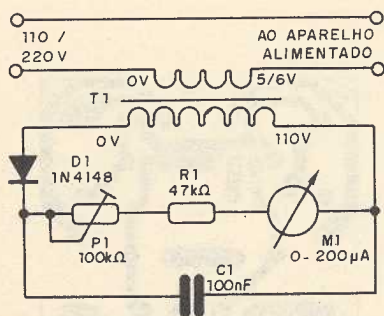 110 /
220V
AO APARELHO
ALIMENTADO
0V
5/6V
T1
0V
110V
D1
1N4148
R1
47kΩ
P1
100kΩ
M1
0-200µA
C1
100nF